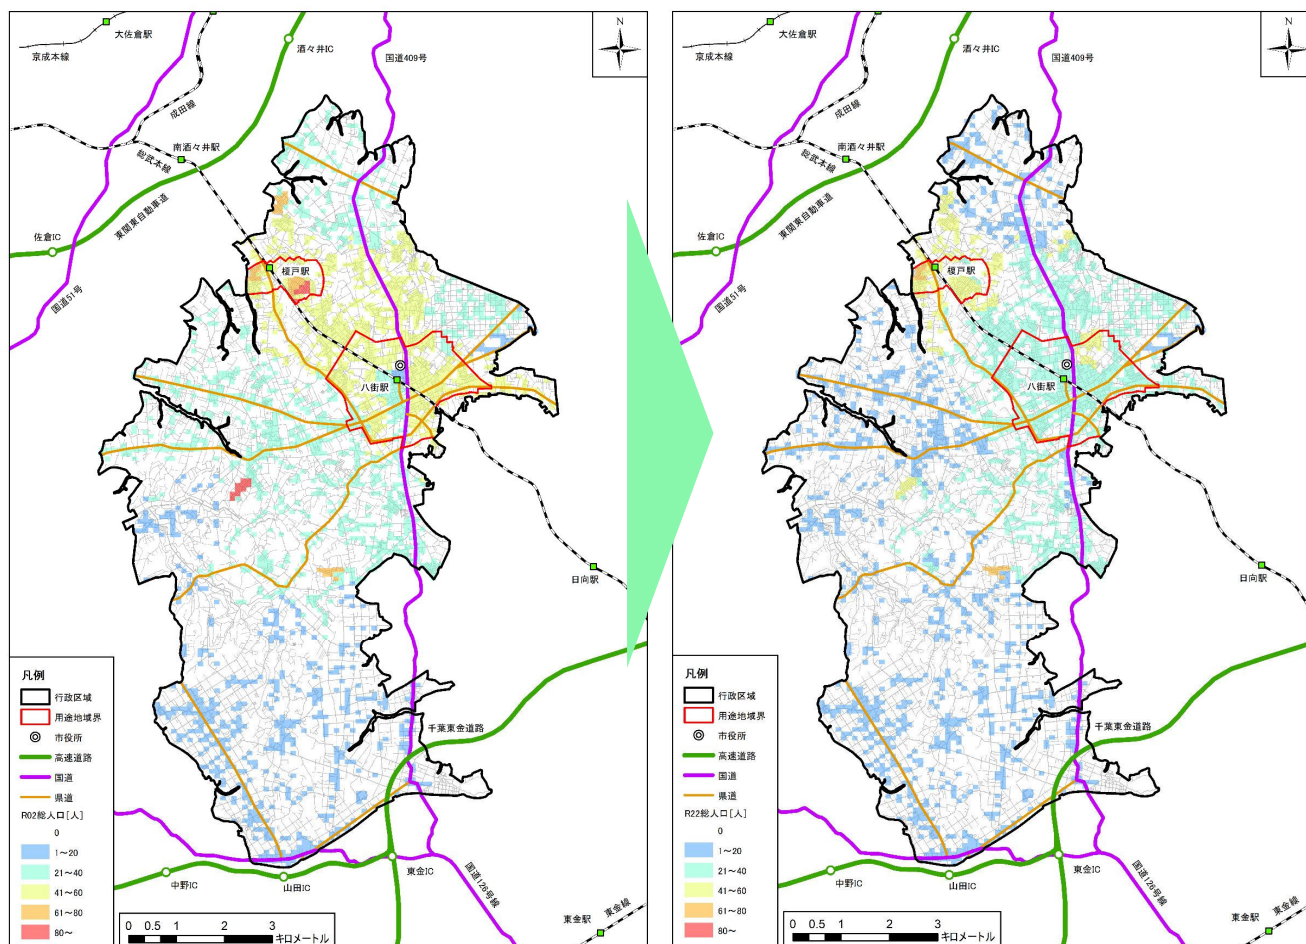 N
大佐倉駅
京成本線
酒々井IC
国道409号
成田線
南酒々井駅
総武本線
東関東自動車道
佐倉IC
国道51号
榎戸駅
八街駅
日向駅
千葉東金道路
凡例
行政区域
用途地域界
市役所
高速道路
国道
県道
R02総人口[人]
0
1～20
21～40
41～60
61～80
80～
中野IC
山田IC
東金IC
国道126号線
東金駅
東金線
0 0.5 1 2 3
キロメートル
N
大佐倉駅
京成本線
酒々井IC
国道409号
成田線
南酒々井駅
総武本線
東関東自動車道
佐倉IC
国道51号
榎戸駅
八街駅
日向駅
千葉東金道路
凡例
行政区域
用途地域界
市役所
高速道路
国道
県道
R22総人口[人]
0
1～20
21～40
41～60
61～80
80～
中野IC
山田IC
東金IC
国道126号線
東金駅
東金線
0 0.5 1 2 3
キロメートル